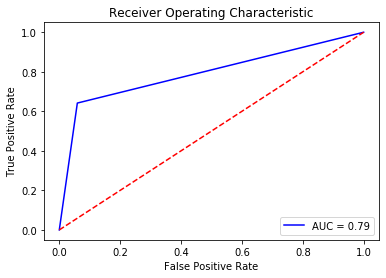 Receiver Operating Characteristic
True Positive Rate
1.0
0.8
0.6
0.4
0.2
0.0
AUC = 0.79
0.0 0.2 0.4 0.6 0.8 1.0
False Positive Rate